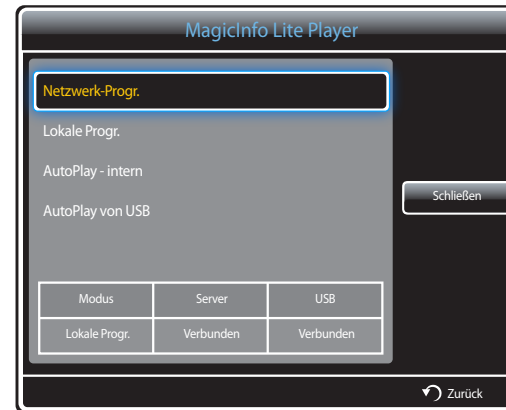 MagicInfo Lite Player
Netzwerk-Progr.
Lokale Progr.
AutoPlay - intern
AutoPlay von USB
Schließen
Modus Server USB
Lokale Progr. Verbunden Verbunden
Zurück